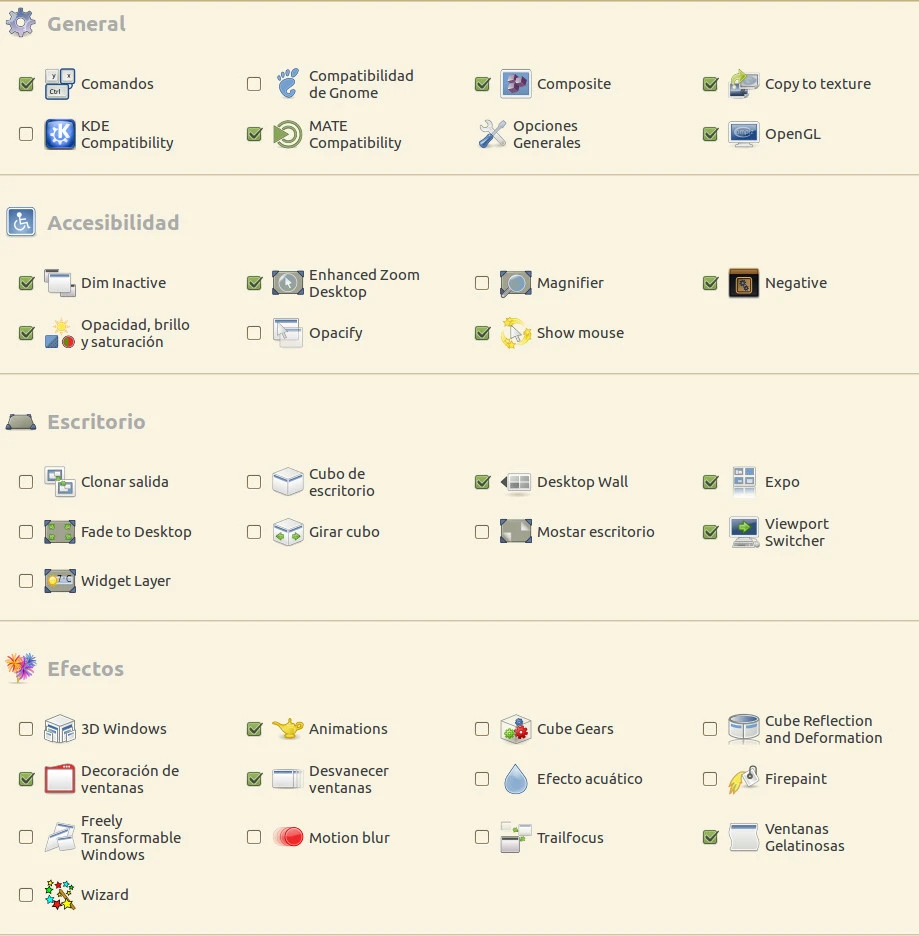 General
Comandos
Compatibilidad
de Gnome
Composite
Copy to texture
KDE
Compatibility
MATE
Compatibility
Opciones
Generales
OpenGL
Accesibilidad
Dim Inactive
Enhanced Zoom
Desktop
Magnifier
Negative
Opacidad, brillo
y saturación
Opacify
Show mouse
Escritorio
Clonar salida
Cubo de
escritorio
Desktop Wall
Expo
Fade to Desktop
Girar cubo
Mostar escritorio
Viewport
Switcher
Widget Layer
Efectos
3D Windows
Animations
Cube Gears
Cube Reflection
and Deformation
Decoración de
ventanas
Desvanecer
ventanas
Efecto acuático
Firepaint
Freely
Transformable
Windows
Motion blur
Trailfocus
Ventanas
Gelatinosas
Wizard